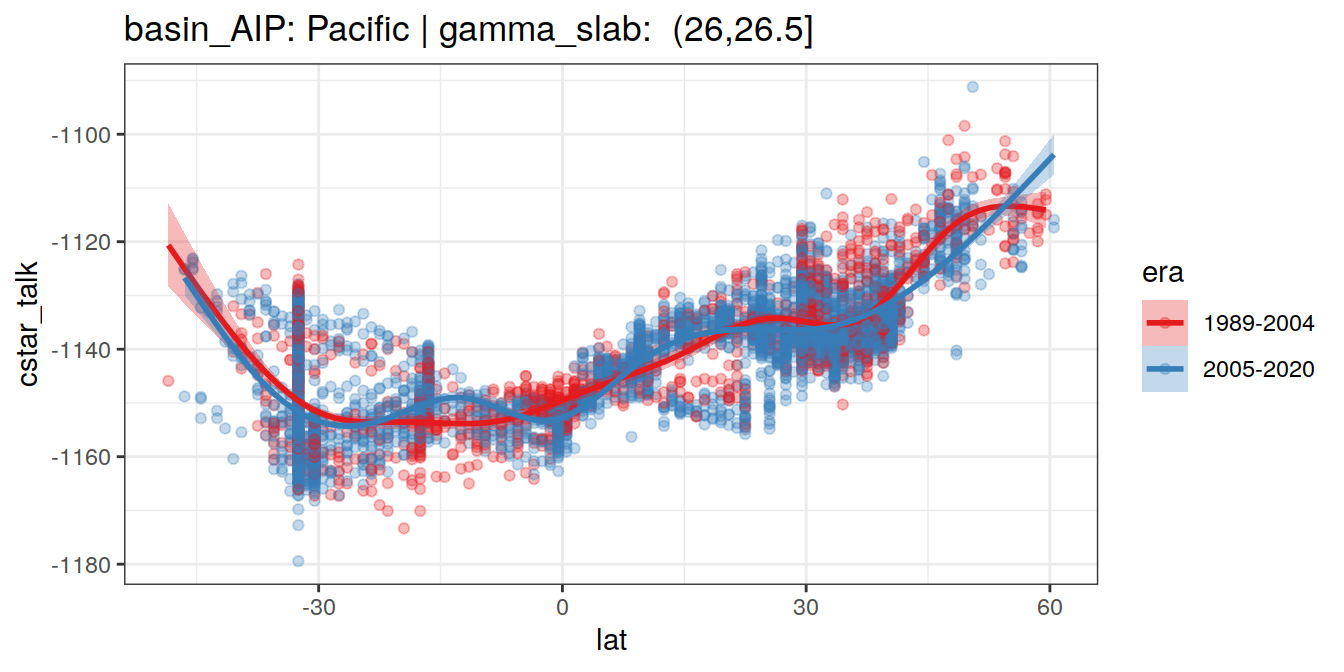 basin_AIP: Pacific | gamma_slab:  (26,26.5]
cstar_talk
-1100
-1120
-1140
-1160
-1180
-30
0
30
60
lat
era
1989-2004
2005-2020